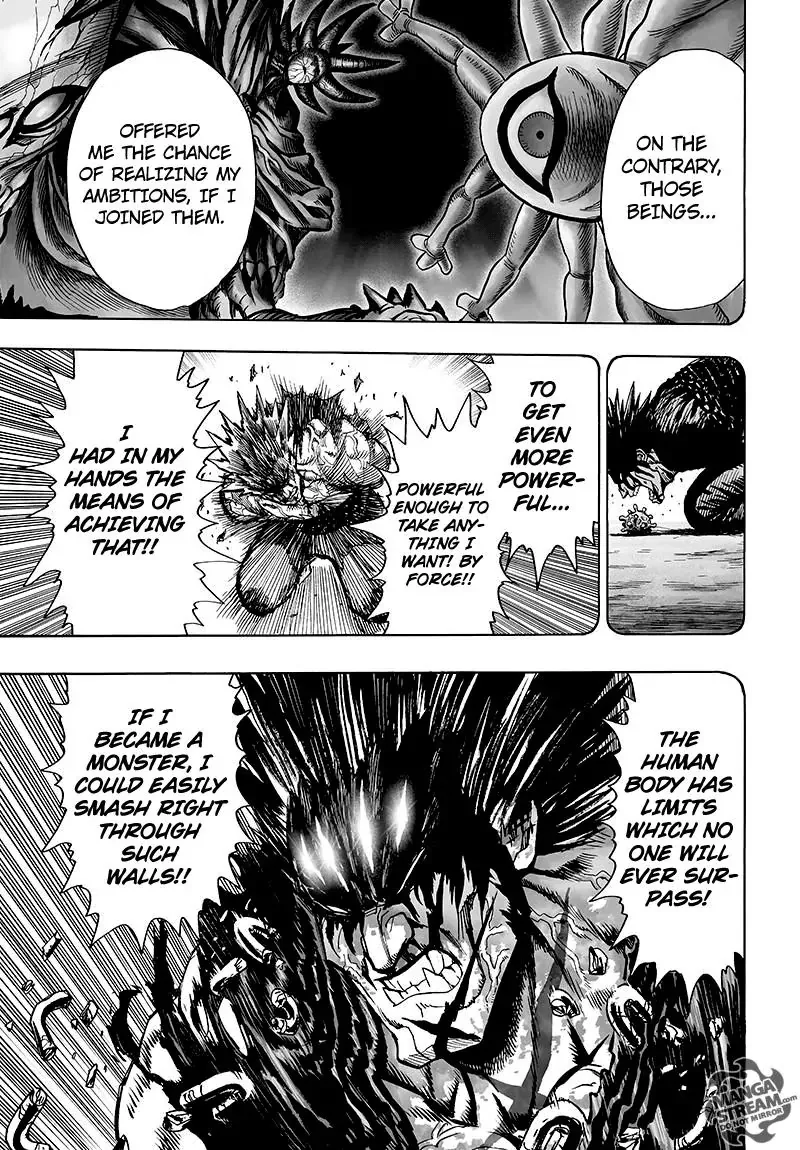 ON THE
CONTRARY,
THOSE
BEINGS...
OFFERED
ME THE CHANCE
OF REALIZING MY
AMBITIONS, IF I
JOINED THEM.
TO
GET
EVEN
MORE
POWER-
FUL...
POWERFUL
ENOUGH TO
TAKE ANY-
THING I
WANT! BY
FORCE!!
I
HAD IN MY
HANDS THE
MEANS OF
ACHIEVING
THAT!!
THE
HUMAN
BODY HAS
LIMITS
WHICH NO
ONE WILL
EVER SUR-
PASS!
IF I
BECAME A
MONSTER, I
COULD EASILY
SMASH RIGHT
THROUGH
SUCH
WALLS!!
MANGA
STREAM.com
DO NOT MIRROR